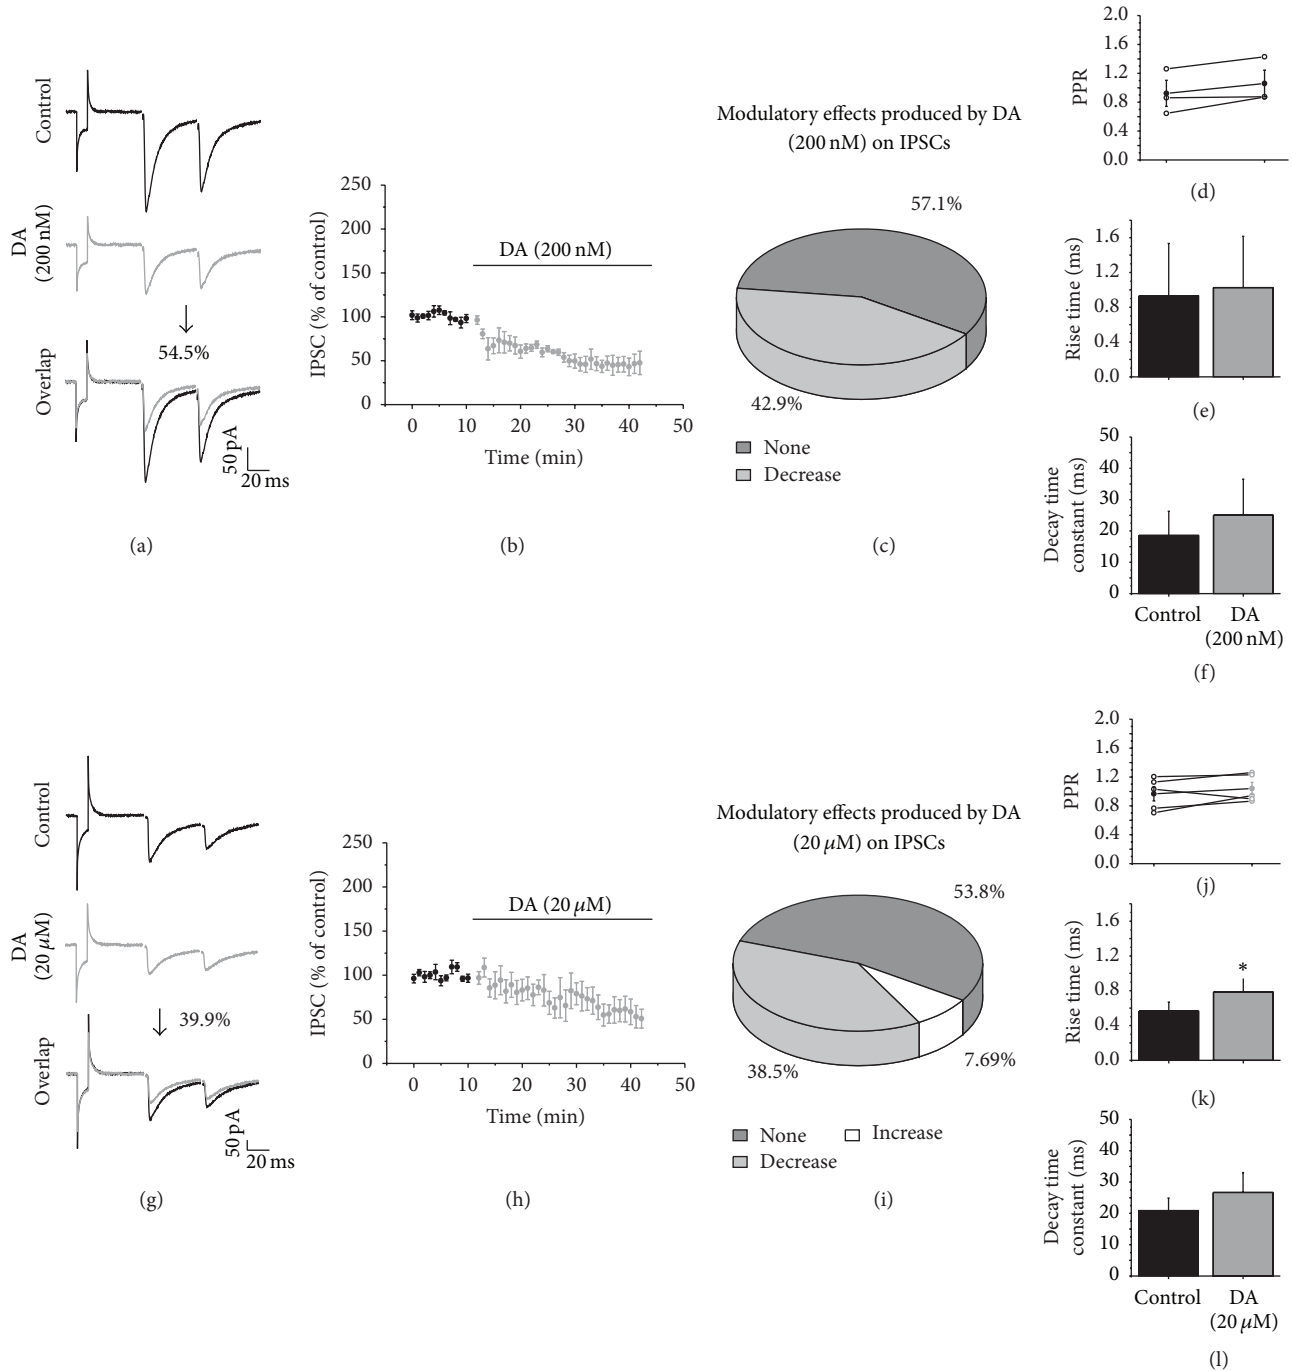 Control
DA
(200 nM)
54.5%
Overlap
50 pA
20 ms
(a)
IPSC (% of control)
250
200
150
100
50
0
DA (200 nM)
0 10 20 30 40 50
Time (min)
(b)
Modulatory effects produced by DA
(200 nM) on IPSCs
57.1%
42.9%
None
Decrease
(c)
PPR
2.0
1.6
1.2
0.8
0.4
0.0
(d)
Rise time (ms)
1.6
1.2
0.8
0.4
0.0
(e)
Decay time
constant (ms)
50
40
30
20
10
0
Control DA
(200 nM)
(f)
Control
DA
(20 μM)
39.9%
Overlap
50 pA
20 ms
(g)
IPSC (% of control)
250
200
150
100
50
0
DA (20 μM)
0 10 20 30 40 50
Time (min)
(h)
Modulatory effects produced by DA
(20 μM) on IPSCs
53.8%
38.5%
7.69%
None Increase
Decrease
(i)
PPR
2.0
1.6
1.2
0.8
0.4
0.0
(j)
Rise time (ms)
1.6
1.2
0.8
0.4
0.0
*
(k)
Decay time
constant (ms)
50
40
30
20
10
0
Control DA
(20 μM)
(l)